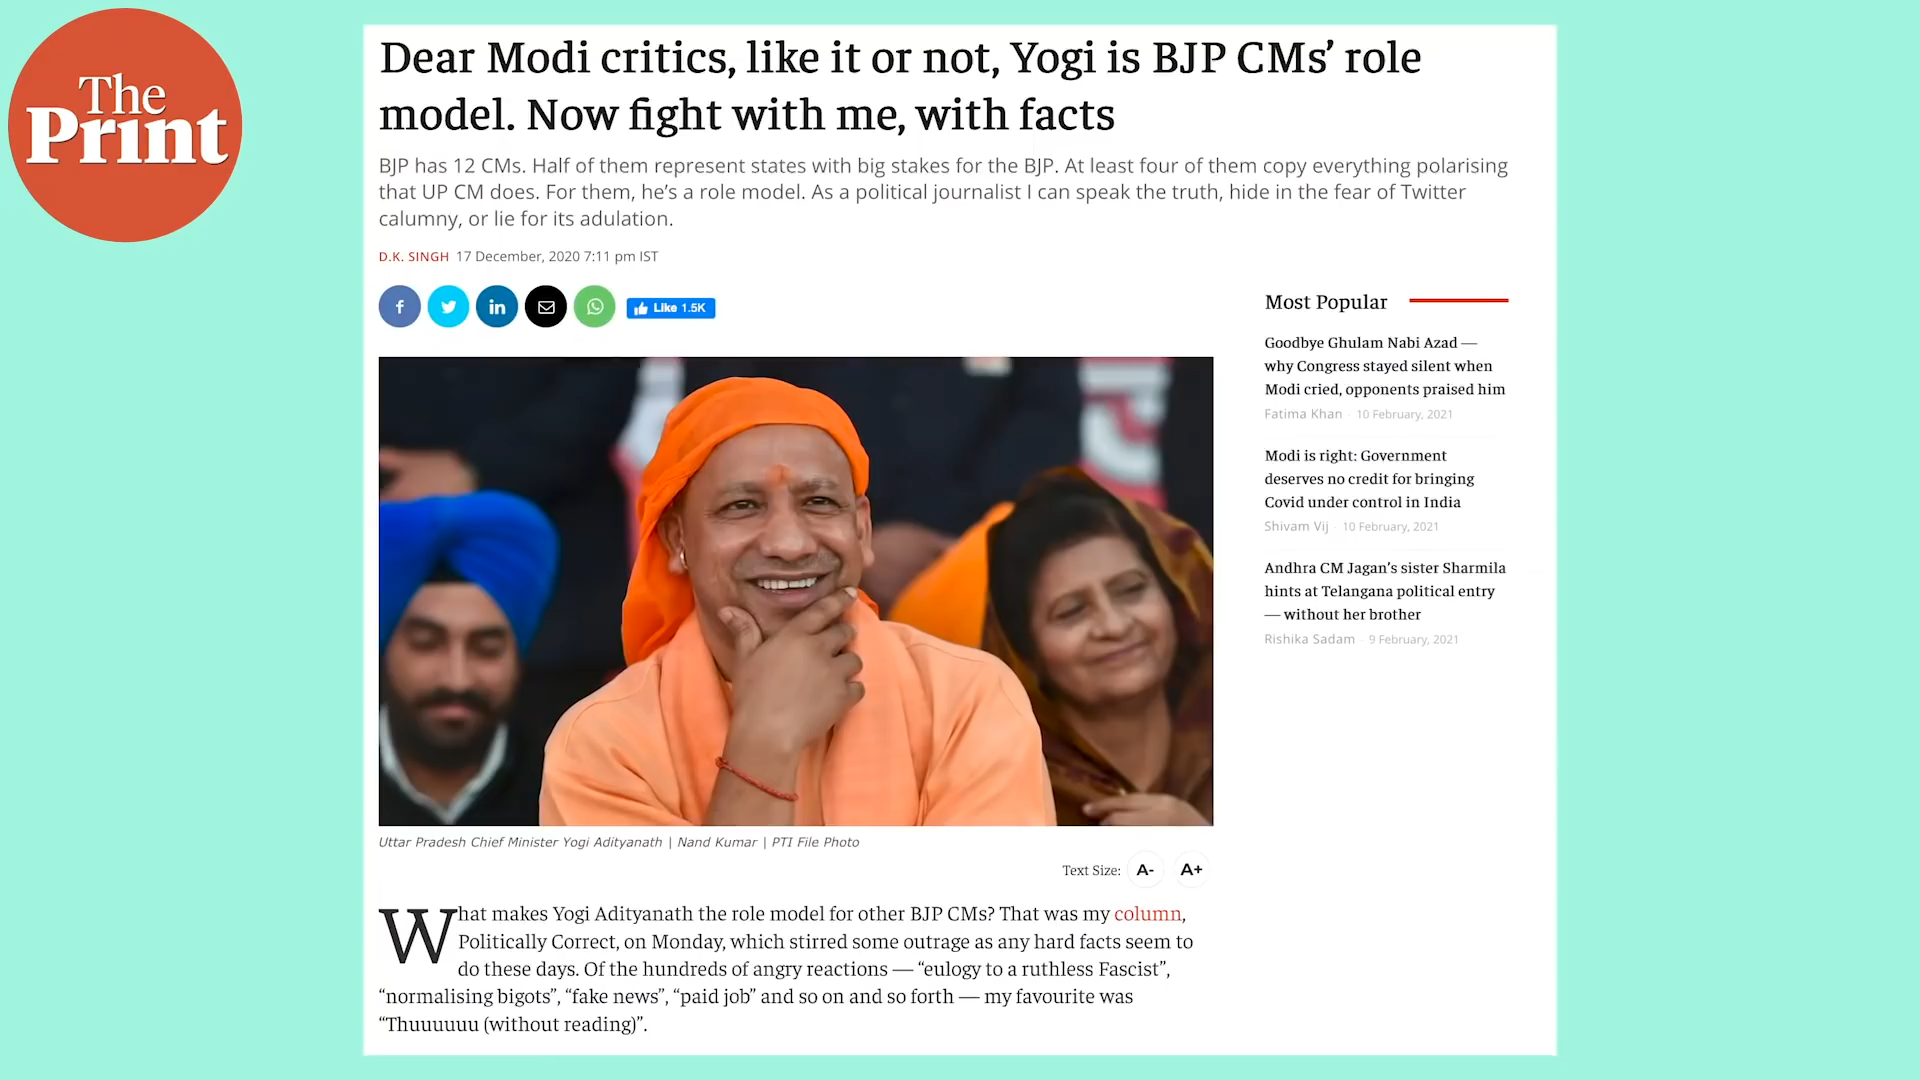 The
Print
Dear Modi critics, like it or not, Yogi is BJP CMs’ role
model. Now fight with me, with facts
BJP has 12 CMs. Half of them represent states with big stakes for the BJP. At least four of them copy everything polarising
that UP CM does. For them, he’s a role model. As a political journalist I can speak the truth, hide in the fear of Twitter
calumny, or lie for its adulation.
D.K. SINGH 17 December, 2020 7:11 pm IST
f in Like 1.5K
Most Popular
Goodbye Ghulam Nabi Azad —
why Congress stayed silent when
Modi cried, opponents praised him
Fatima Khan - 10 February, 2021
Modi is right: Government
deserves no credit for bringing
Covid under control in India
Shivam Vij - 10 February, 2021
Andhra CM Jagan’s sister Sharmila
hints at Telangana political entry
— without her brother
Rishika Sadam - 9 February, 2021
Uttar Pradesh Chief Minister Yogi Adityanath | Nand Kumar | PTI File Photo
Text Size: A- A+
What makes Yogi Adityanath the role model for other BJP CMs? That was my column,
Politically Correct, on Monday, which stirred some outrage as any hard facts seem to
do these days. Of the hundreds of angry reactions — “eulogy to a ruthless Fascist”,
“normalising bigots”, “fake news”, “paid job” and so on and so forth — my favourite was
“Thuuuuuu (without reading)”.